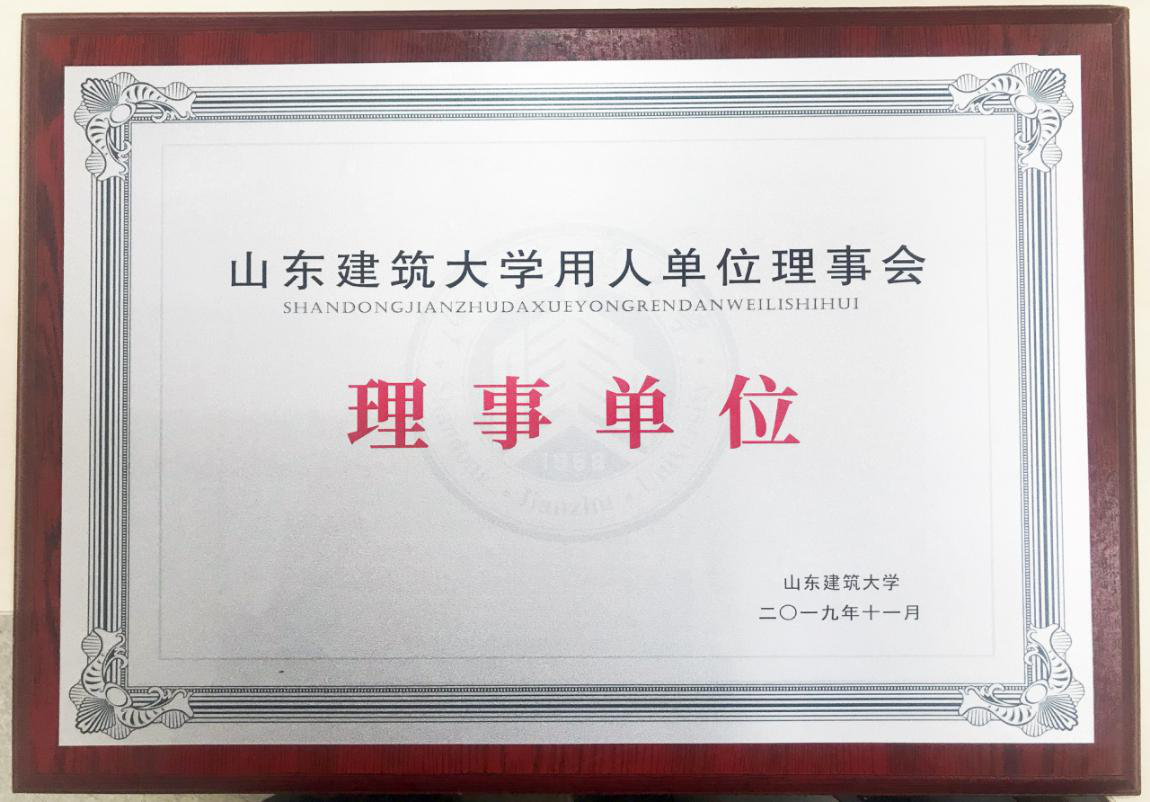 山东建筑大学用人单位理事会
SHANDONGJIANZHUDAXUEYONGRENDANWEILISHIHUI
理事单位
Jianzhu
山东建筑大学
二〇一九年十一月